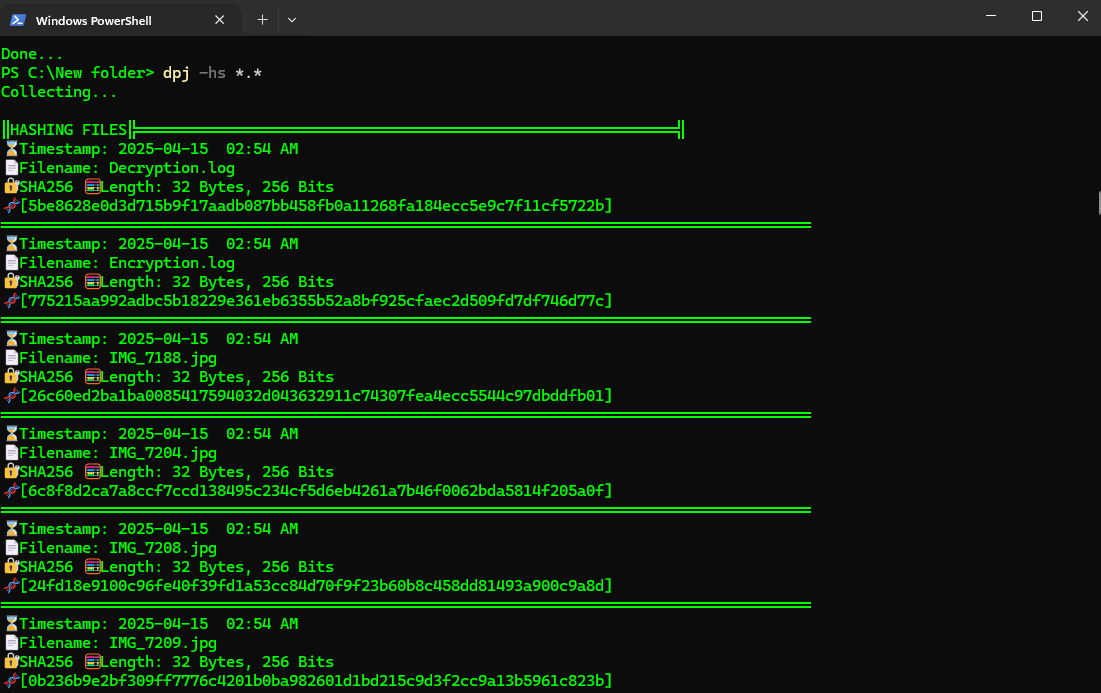 Windows PowerShell
Done...
PS C:\New folder> dpj -hs *.*
Collecting...
HASHING FILES
Timestamp: 2025-04-15  02:54 AM
Filename: Decryption.log
SHA256 Length: 32 Bytes, 256 Bits
[5be8628e0d3d715b9f17aadb087bb458fb0a11268fa184ecc5e9c7f11cf5722b]
Timestamp: 2025-04-15  02:54 AM
Filename: Encryption.log
SHA256 Length: 32 Bytes, 256 Bits
[775215aa992adbc5b18229e361eb6355b52a8bf925cfaec2d509fd7df746d77c]
Timestamp: 2025-04-15  02:54 AM
Filename: IMG_7188.jpg
SHA256 Length: 32 Bytes, 256 Bits
[26c60ed2ba1ba0085417594032d043632911c74307fea4ecc5544c97dbddfb01]
Timestamp: 2025-04-15  02:54 AM
Filename: IMG_7204.jpg
SHA256 Length: 32 Bytes, 256 Bits
[6c8f8d2ca7a8ccf7ccd138495c234cf5d6eb4261a7b46f0062bda5814f205a0f]
Timestamp: 2025-04-15  02:54 AM
Filename: IMG_7208.jpg
SHA256 Length: 32 Bytes, 256 Bits
[24fd18e9100c96fe40f39fd1a53cc84d70f9f23b60b8c458dd81493a900c9a8d]
Timestamp: 2025-04-15  02:54 AM
Filename: IMG_7209.jpg
SHA256 Length: 32 Bytes, 256 Bits
[0b236b9e2bf309ff7776c4201b0ba982601d1bd215c9d3f2cc9a13b5961c823b]